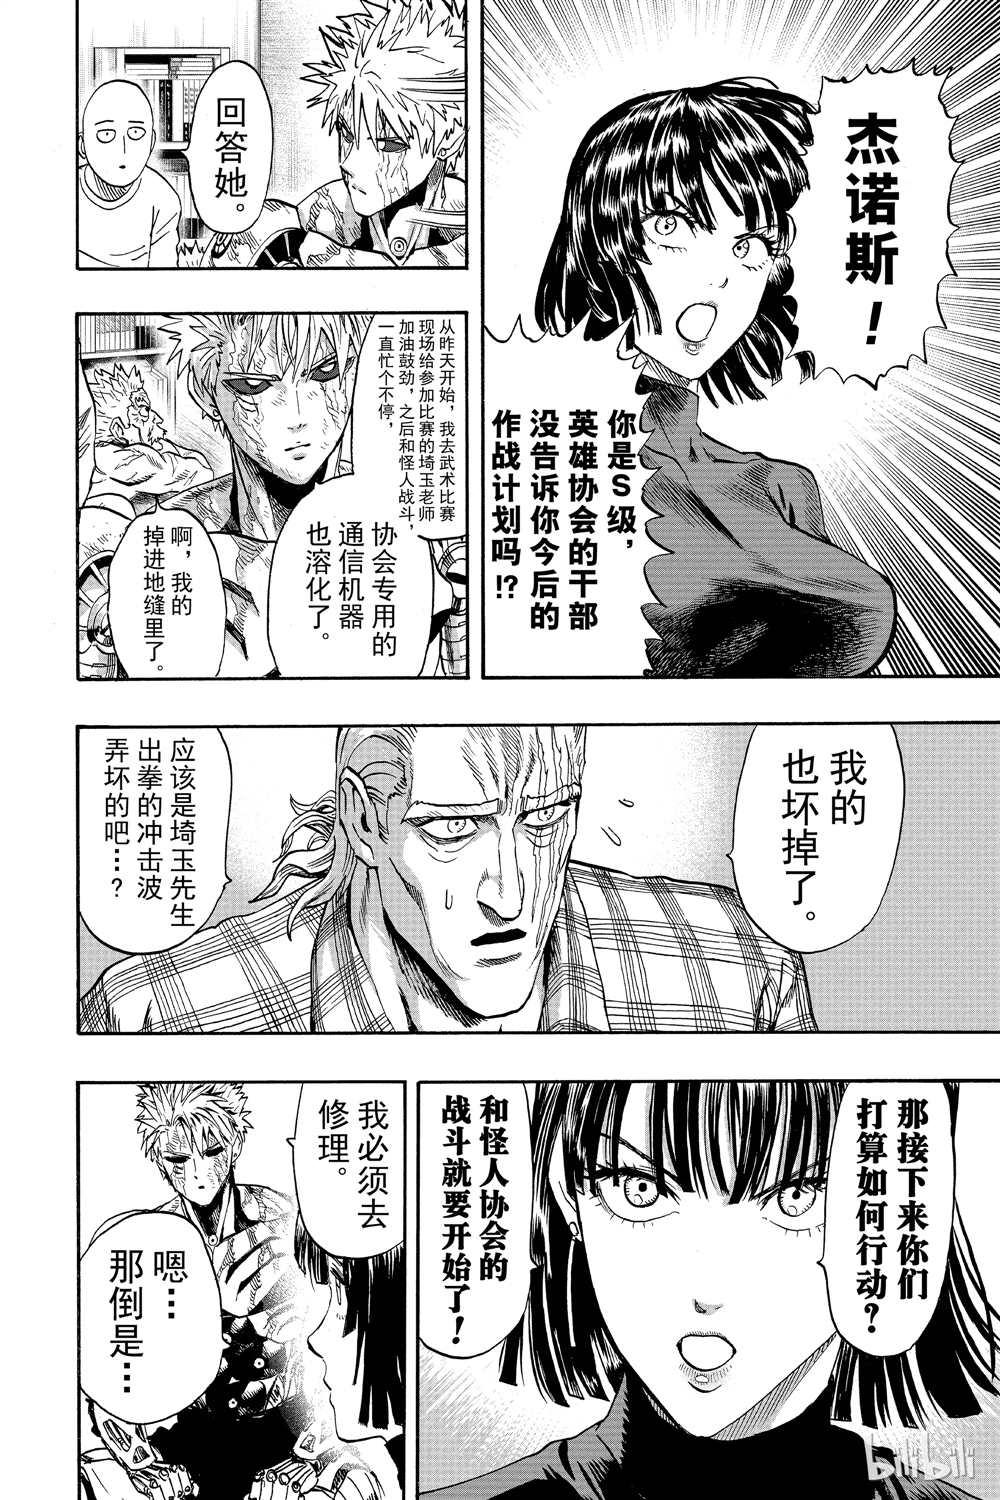 杰诺斯！
你是S级，
英雄协会的干部
没告诉你今后的
作战计划吗!?
回答她。
从昨天开始，我去武术比赛
现场给参加比赛的埼玉老师
加油鼓劲，之后和怪人战斗，
一直忙个不停，
协会专用的
通信机器
也溶化了。
啊，我的
掉进地缝里了。
我的
也坏掉了。
应该是埼玉先生
出拳的冲击波
弄坏的吧…?
那接下来你们
打算如何行动?
和怪人协会的
战斗就要开始了！
我必须去
修理。
嗯…
那倒是…
bilibili